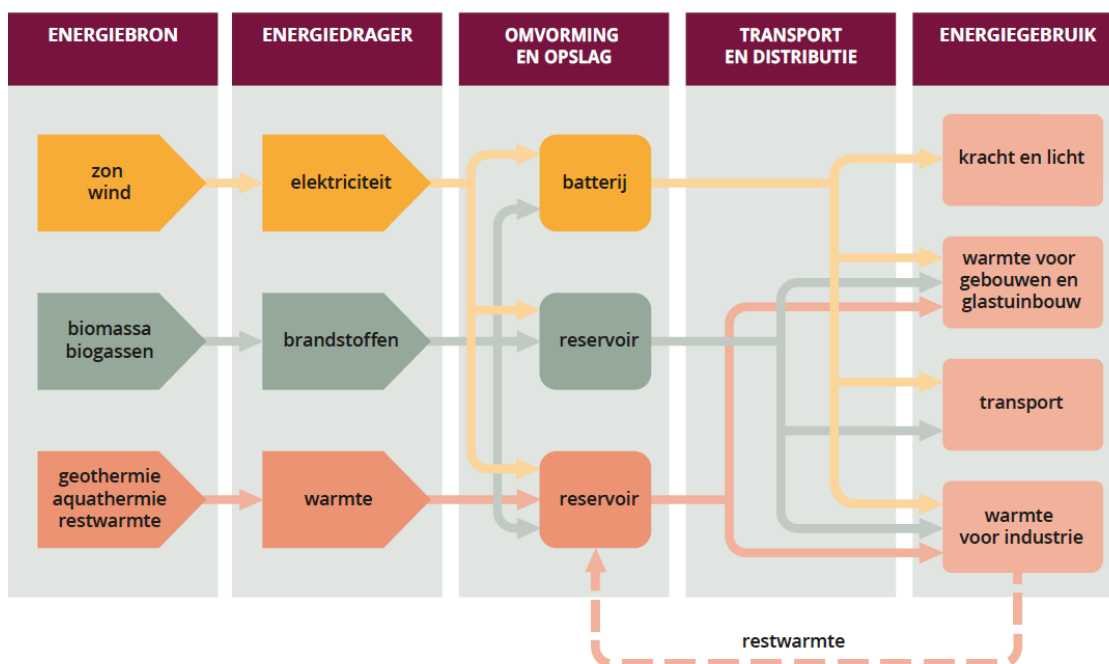 ENERGIEBRON
ENERGIEDRAGER
OMVORMING
EN OPSLAG
TRANSPORT
EN DISTRIBUTIE
ENERGIEGEBRUIK
zon
wind
elektriciteit
batterij
kracht en licht
biomassa
biogassen
brandstoffen
reservoir
warmte voor
gebouwen en
glastuinbouw
transport
geothermie
aquathermie
restwarmte
warmte
reservoir
warmte
voor industrie
restwarmte